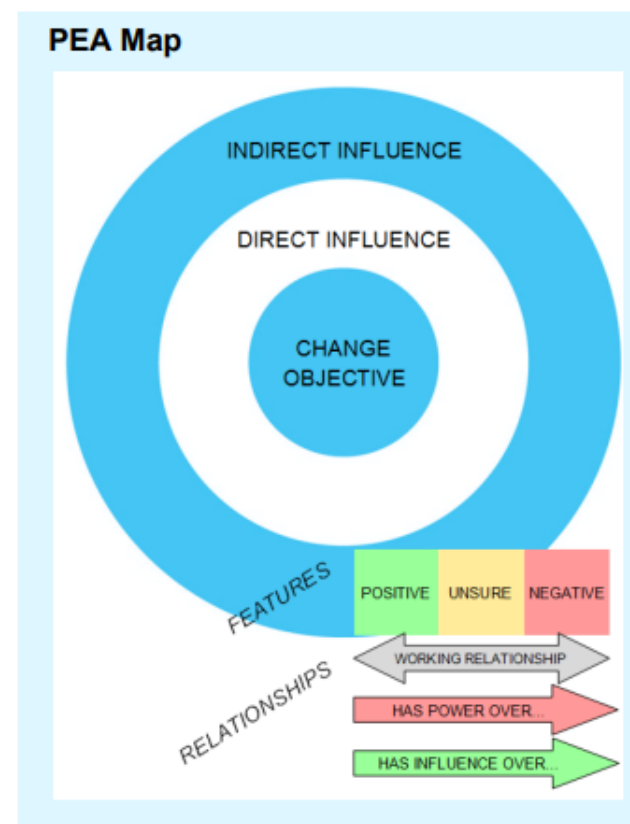 PEA Map
INDIRECT INFLUENCE
DIRECT INFLUENCE
CHANGE
OBJECTIVE
FEATURES
POSITIVE
UNSURE
NEGATIVE
RELATIONSHIPS
WORKING RELATIONSHIP
HAS POWER OVER...
HAS INFLUENCE OVER...